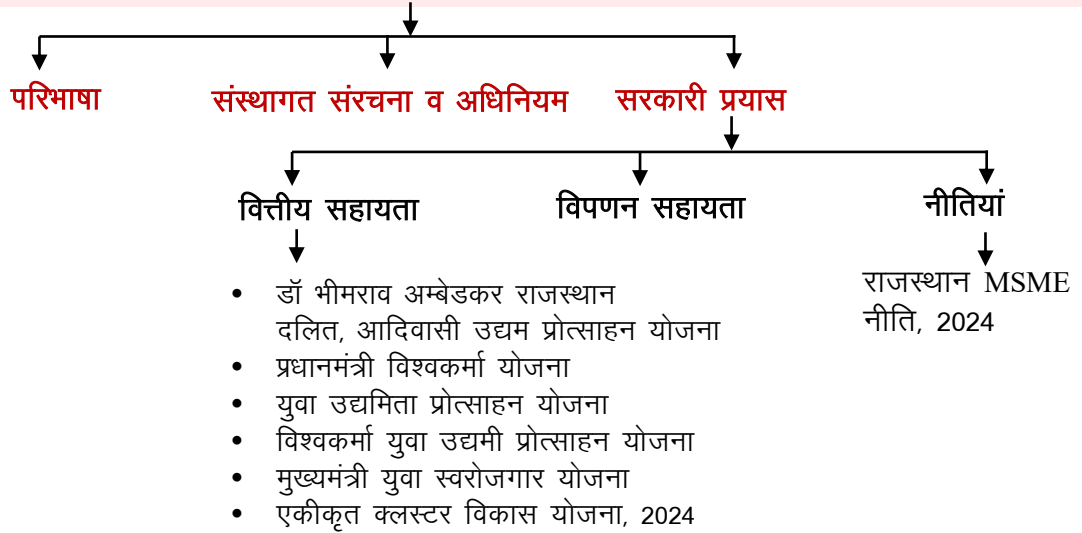 परिभाषा
संस्थागत संरचना व अधिनियम
सरकारी प्रयास
वित्तीय सहायता
विपणन सहायता
नीतियां
• डॉ भीमराव अम्बेडकर राजस्थान
दलित, आदिवासी उद्यम प्रोत्साहन योजना
• प्रधानमंत्री विश्वकर्मा योजना
• युवा उद्यमिता प्रोत्साहन योजना
• विश्वकर्मा युवा उद्यमी प्रोत्साहन योजना
• मुख्यमंत्री युवा स्वरोजगार योजना
• एकीकृत क्लस्टर विकास योजना, 2024
राजस्थान MSME
नीति, 2024